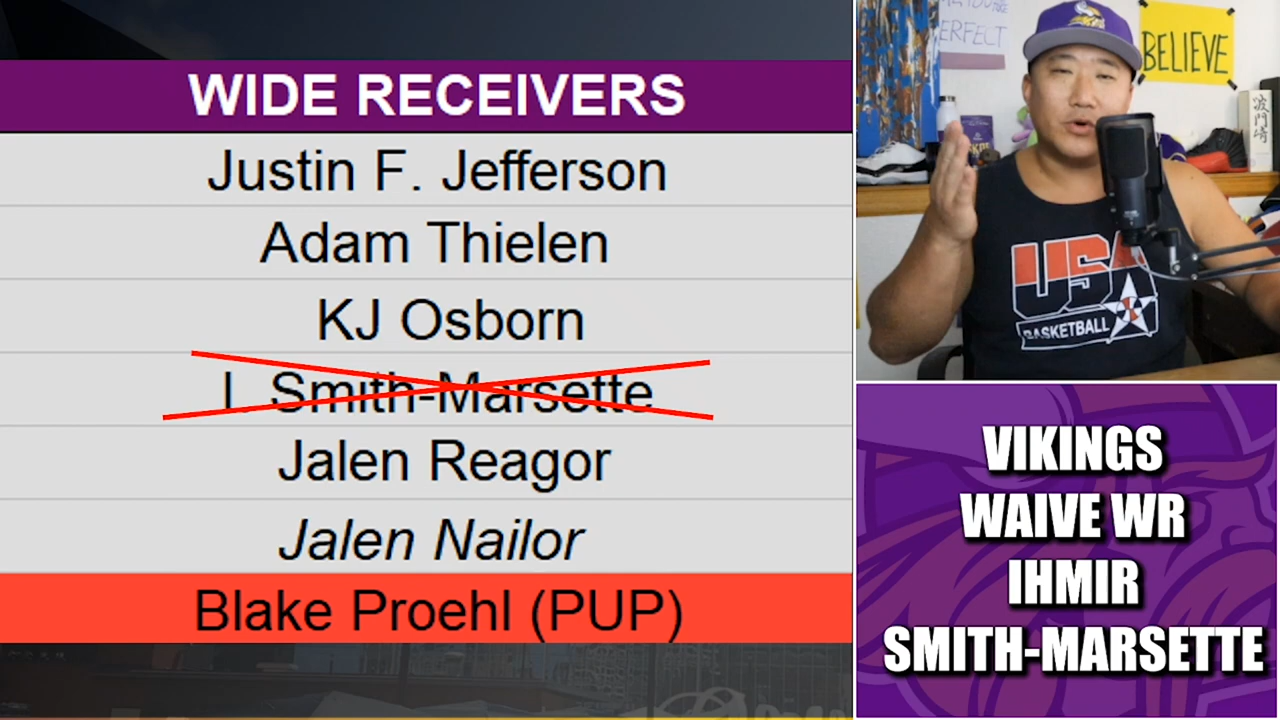 WIDE RECEIVERS
Justin F. Jefferson
Adam Thielen
KJ Osborn
I. Smith-Marsette
Jalen Reagor
Jalen Nailor
Blake Proehl (PUP)
PERFECT
BELIEVE
USA
BASKETBALL
VIKINGS
WAIVE WR
IHMIR
SMITH-MARSETTE